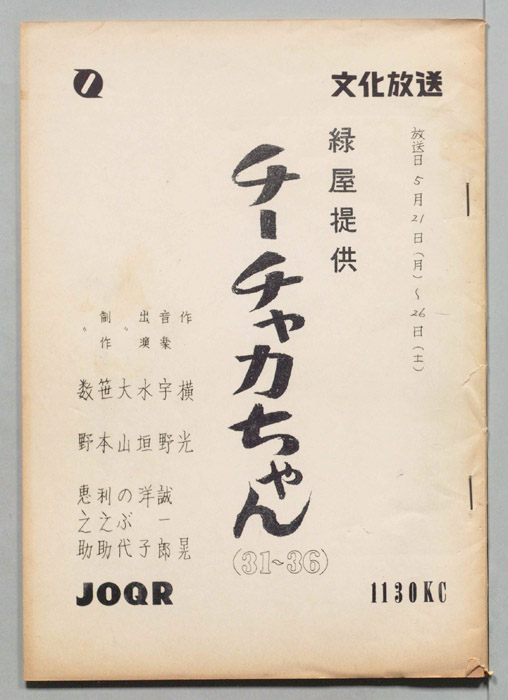 文化放送
放送日 5月21日(月)～26日(土)
緑屋提供
チーチャカちゃん
(31～36)
作 横光晃
音楽 宇野誠一郎
出演 水垣洋子
〃 大山のぶ代
制作 笹本利之助
〃 数野恵之助
JOQR
1130KC